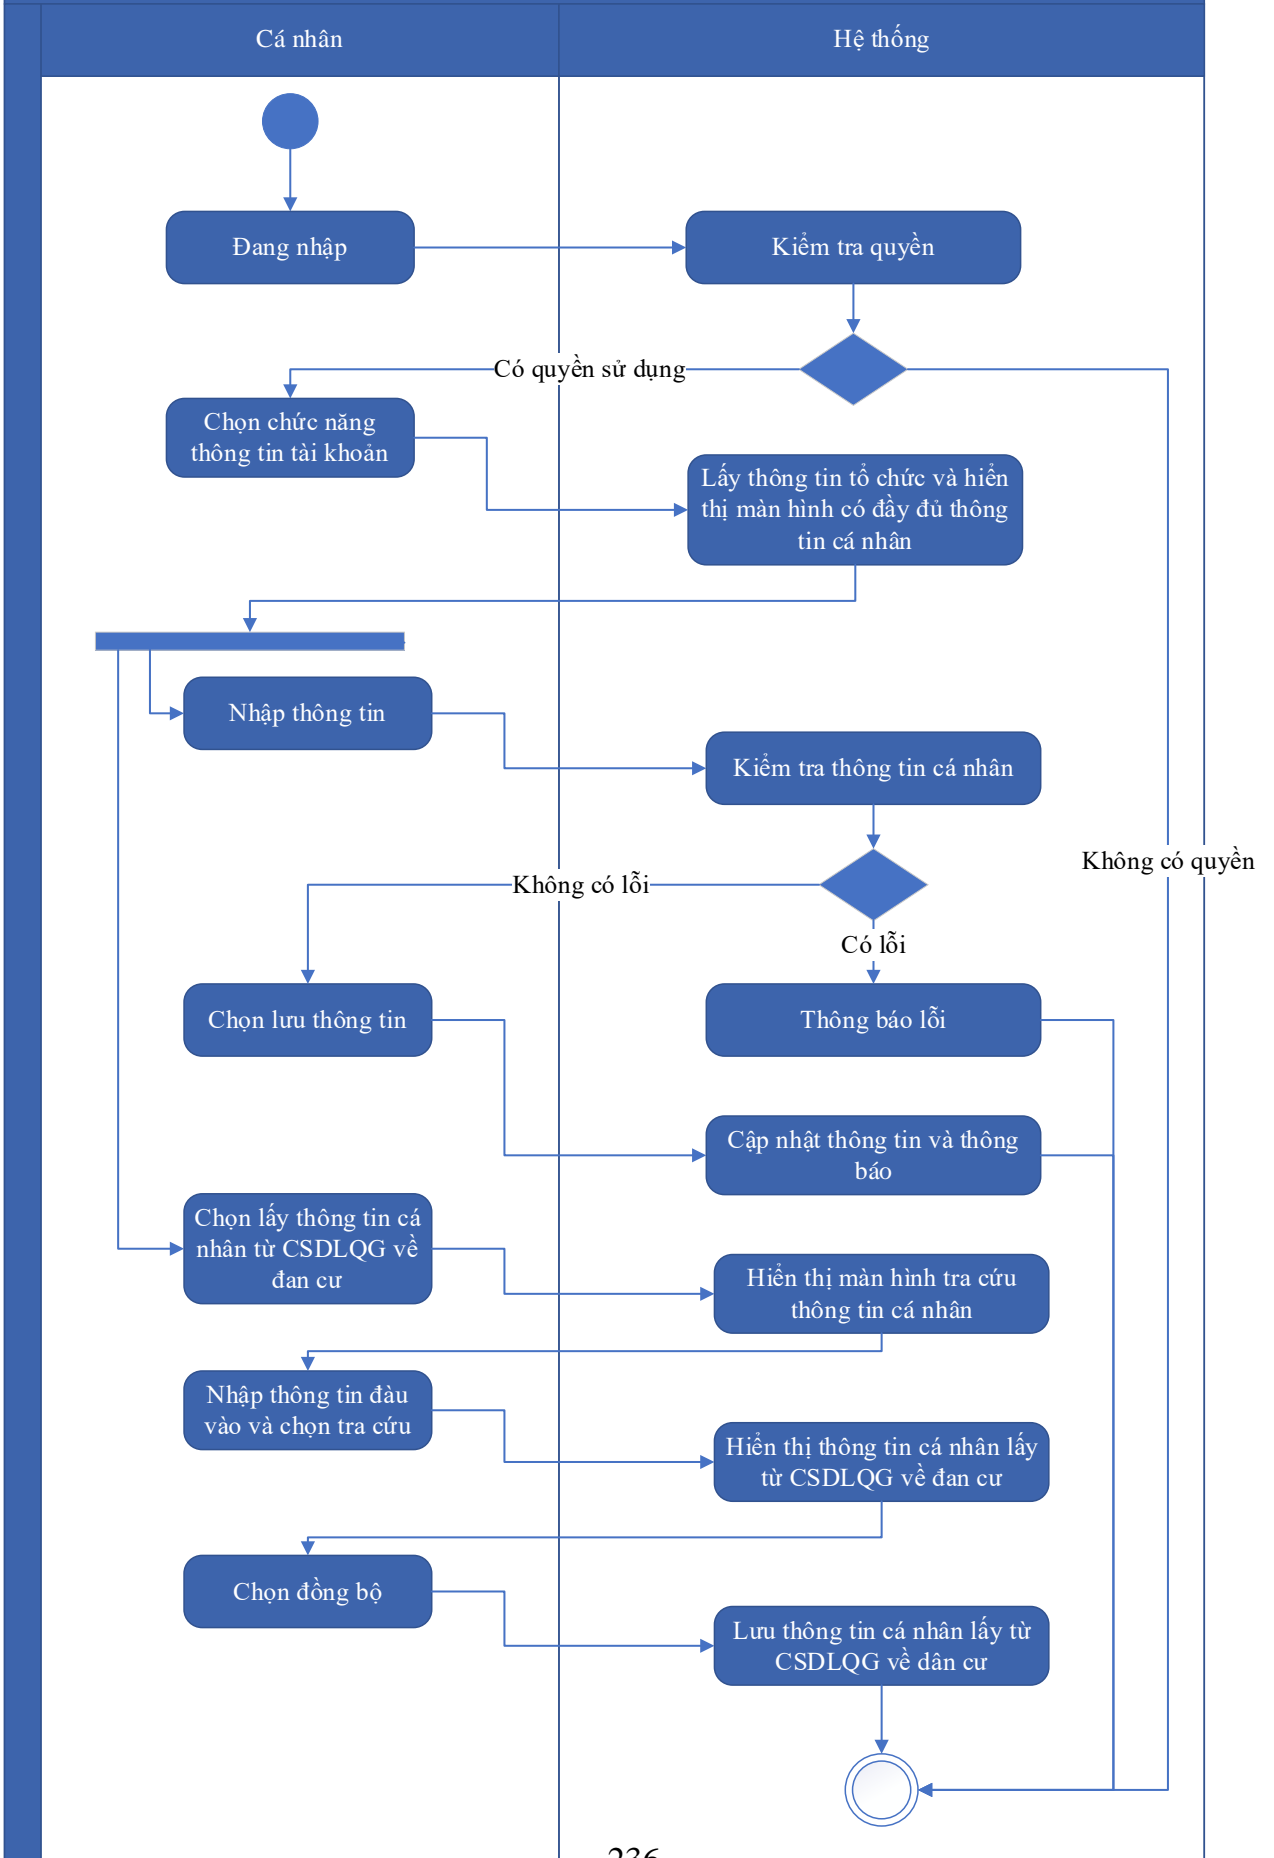 Cá nhân
Hệ thống
Đang nhập
Kiểm tra quyền
Có quyền sử dụng
Chọn chức năng
thông tin tài khoản
Lấy thông tin tổ chức và hiển
thị màn hình có đầy đủ thông
tin cá nhân
Nhập thông tin
Kiểm tra thông tin cá nhân
Không có quyền
Không có lỗi
Có lỗi
Chọn lưu thông tin
Thông báo lỗi
Cập nhật thông tin và thông
báo
Chọn lấy thông tin cá
nhân từ CSDLQG về
đan cư
Hiển thị màn hình tra cứu
thông tin cá nhân
Nhập thông tin đàu
vào và chọn tra cứu
Hiển thị thông tin cá nhân lấy
từ CSDLQG về đan cư
Chọn đồng bộ
Lưu thông tin cá nhân lấy từ
CSDLQG về dân cư
236